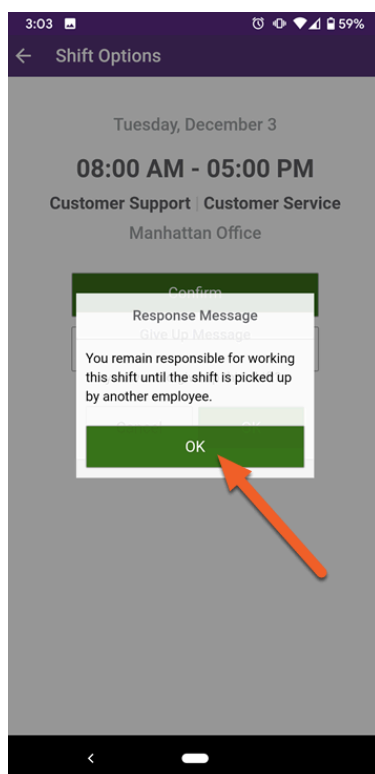 3:03 59%
Shift Options
Tuesday, December 3
08:00 AM - 05:00 PM
Customer Support | Customer Service
Manhattan Office
Confirm
Response Message
Give Up Message
You remain responsible for working
this shift until the shift is picked up
by another employee.
Cancel OK
OK